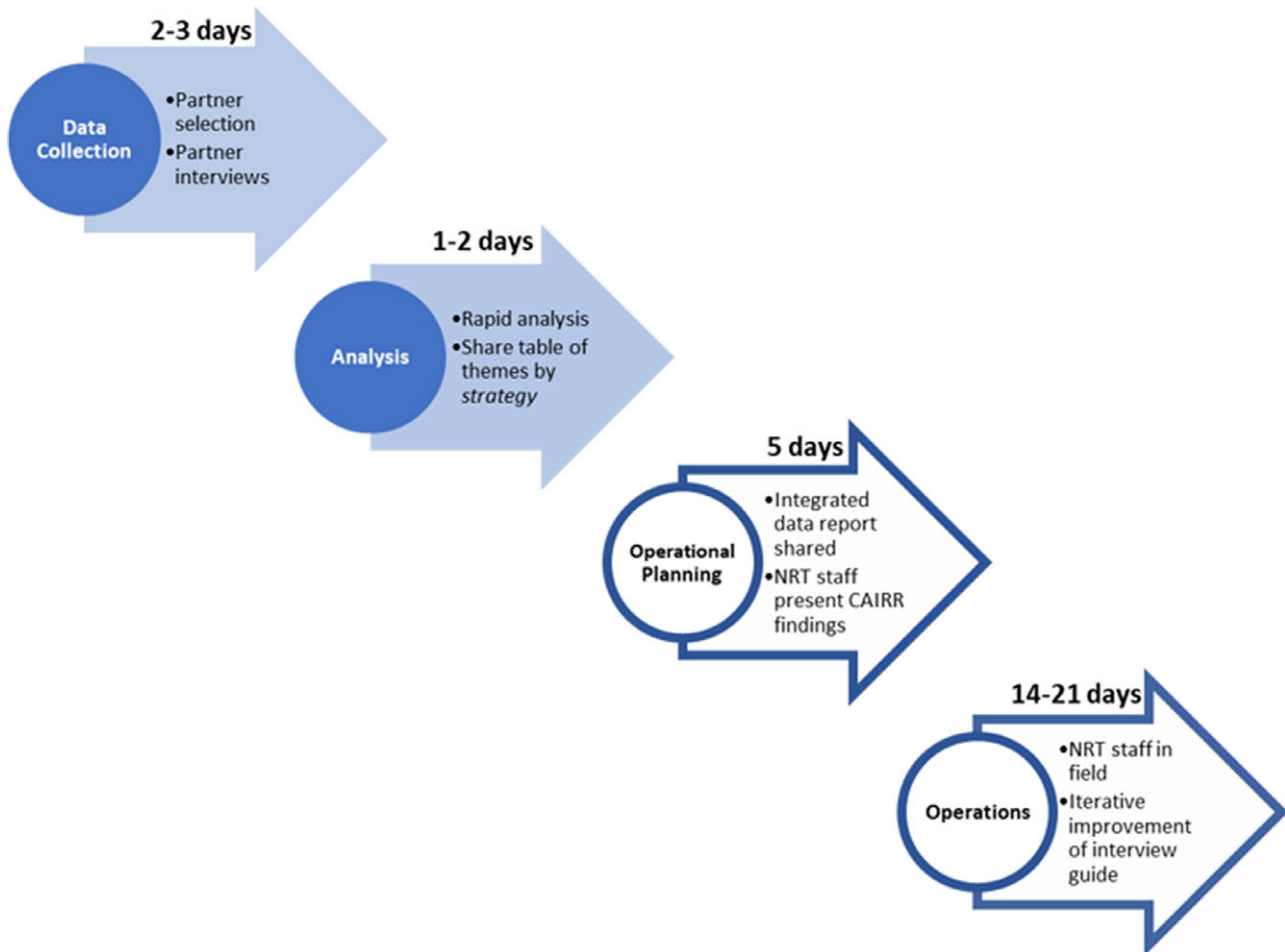 2-3 days
Data
Collection
•Partner
selection
•Partner
interviews
1-2 days
Analysis
•Rapid analysis
•Share table of
themes by
strategy
5 days
Operational
Planning
•Integrated
data report
shared
•NRT staff
present CAIRR
findings
14-21 days
Operations
•NRT staff in
field
•Iterative
improvement
of interview
guide